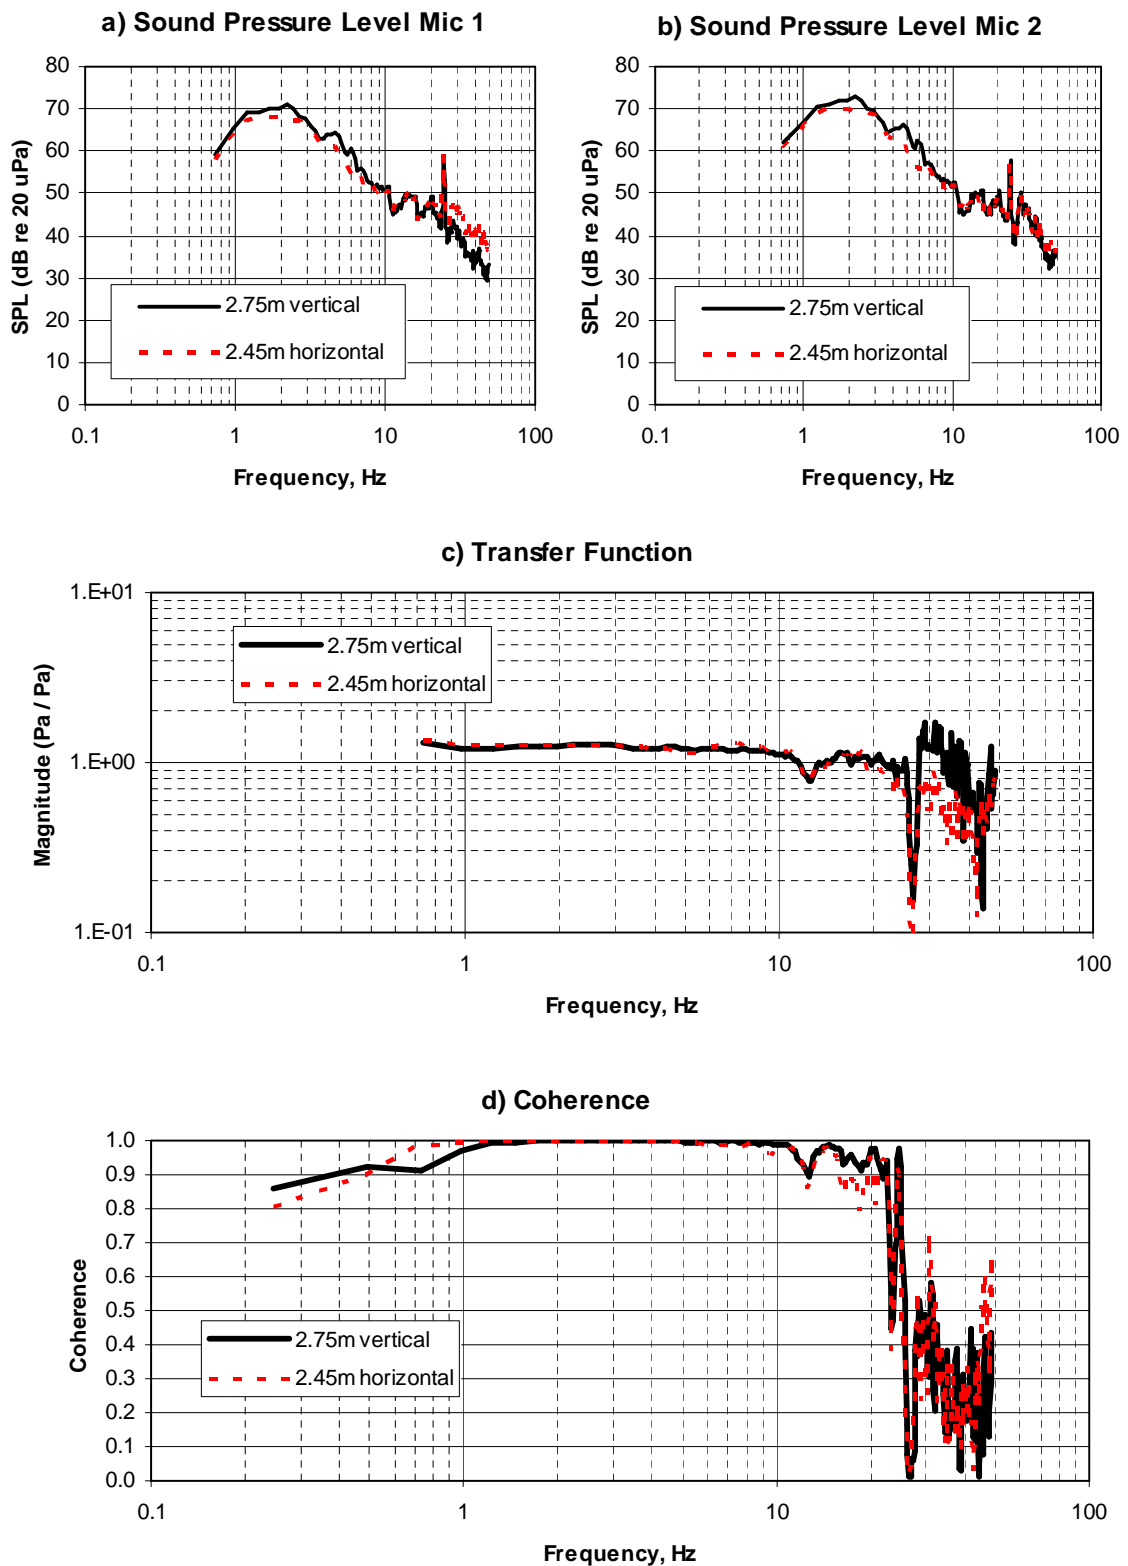 a) Sound Pressure Level Mic 1
80
70
60
50
40
30
20
10
0
SPL (dB re 20 uPa)
2.75m vertical
2.45m horizontal
0.1
1
10
100
Frequency, Hz
b) Sound Pressure Level Mic 2
80
70
60
50
40
30
20
10
0
SPL (dB re 20 uPa)
2.75m vertical
2.45m horizontal
0.1
1
10
100
Frequency, Hz
c) Transfer Function
1.E+01
1.E+00
1.E-01
Magnitude (Pa / Pa)
2.75m vertical
2.45m horizontal
0.1
1
10
100
Frequency, Hz
d) Coherence
1.0
0.9
0.8
0.7
0.6
0.5
0.4
0.3
0.2
0.1
0.0
Coherence
2.75m vertical
2.45m horizontal
0.1
1
10
100
Frequency, Hz